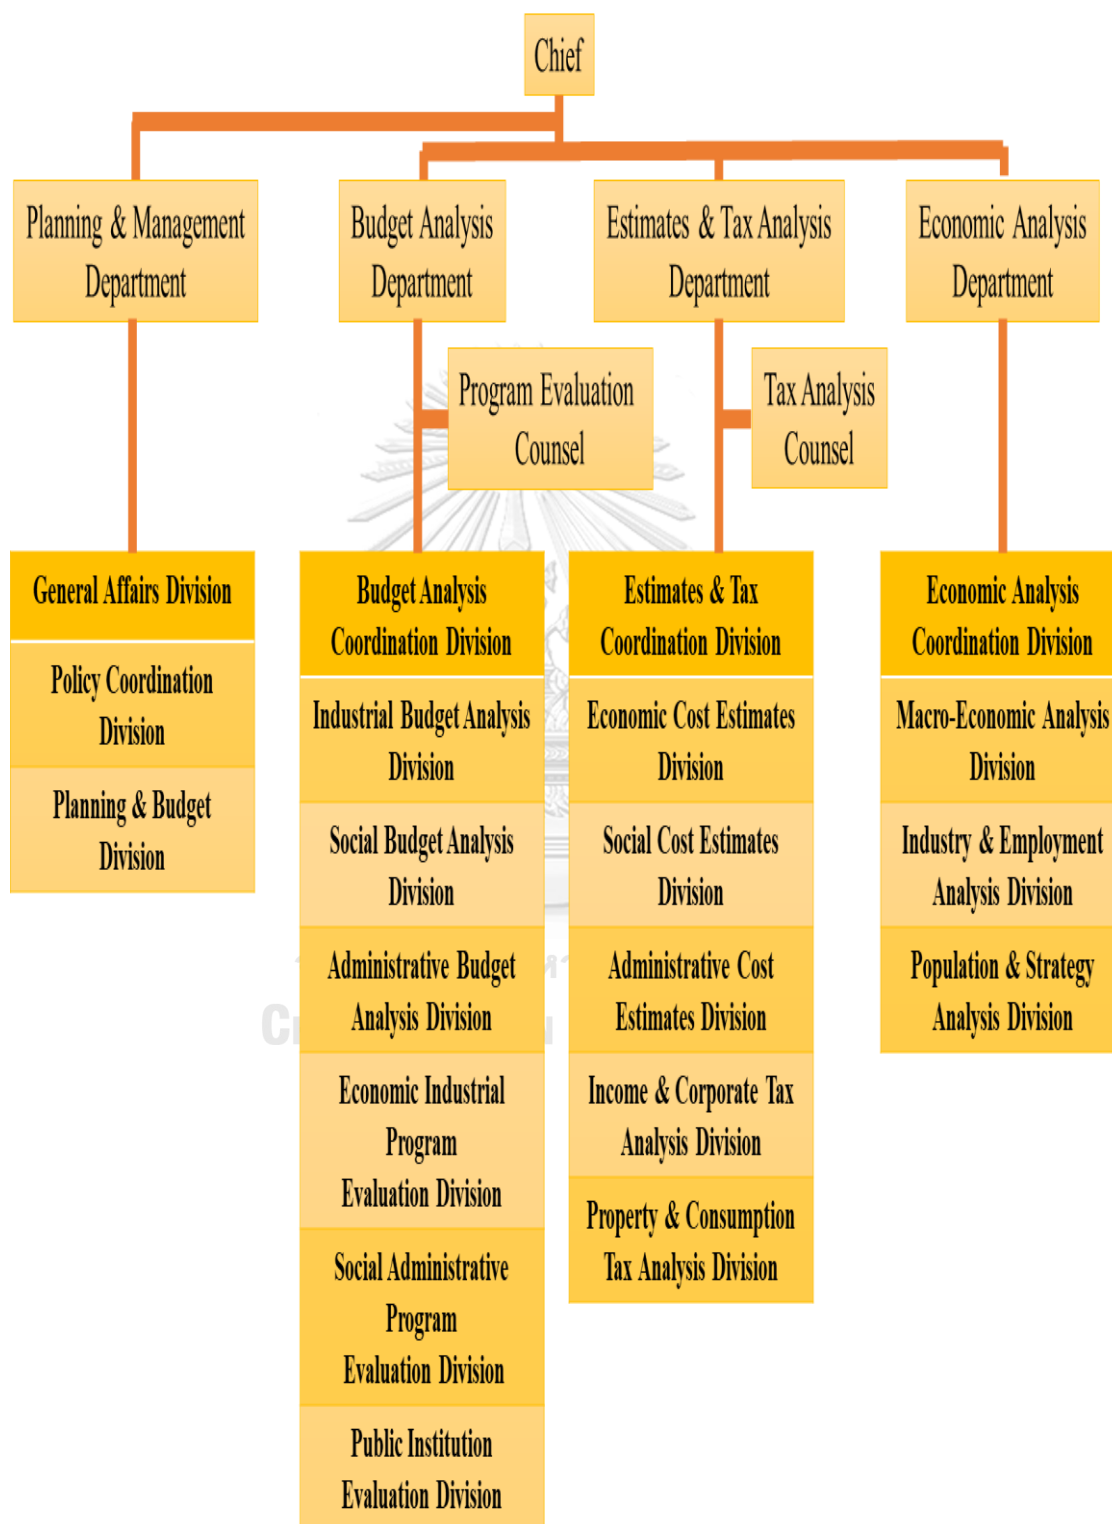 Chief
Planning & Management
Department
Budget Analysis
Department
Estimates & Tax Analysis
Department
Economic Analysis
Department
Program Evaluation
Counsel
Tax Analysis
Counsel
General Affairs Division
Policy Coordination
Division
Planning & Budget
Division
Budget Analysis
Coordination Division
Industrial Budget Analysis
Division
Social Budget Analysis
Division
Administrative Budget
Analysis Division
Economic Industrial
Program
Evaluation Division
Social Administrative
Program
Evaluation Division
Public Institution
Evaluation Division
Estimates & Tax
Coordination Division
Economic Cost Estimates
Division
Social Cost Estimates
Division
Administrative Cost
Estimates Division
Income & Corporate Tax
Analysis Division
Property & Consumption
Tax Analysis Division
Economic Analysis
Coordination Division
Macro-Economic Analysis
Division
Industry & Employment
Analysis Division
Population & Strategy
Analysis Division